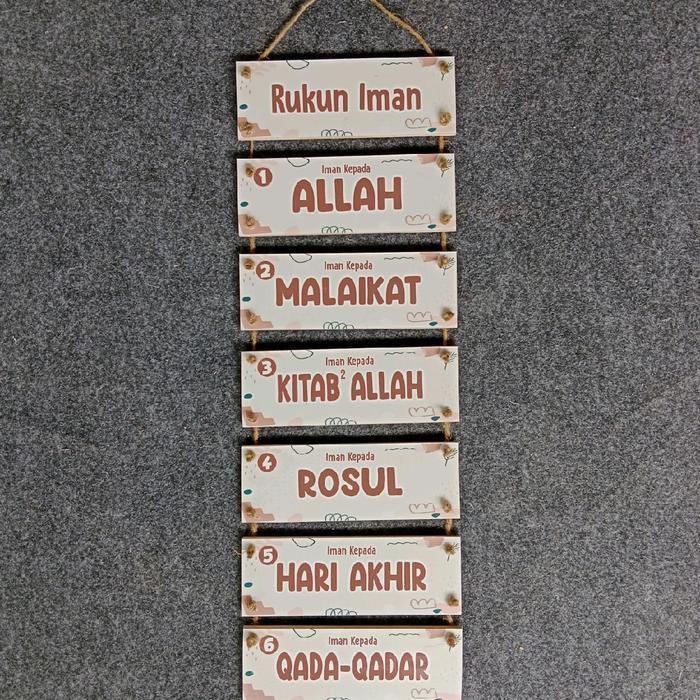 Rukun Iman
1
Iman Kepada
ALLAH
2
Iman Kepada
MALAIKAT
3
Iman Kepada
KITAB² ALLAH
4
Iman Kepada
ROSUL
5
Iman Kepada
HARI AKHIR
6
Iman Kepada
QADA-QADAR